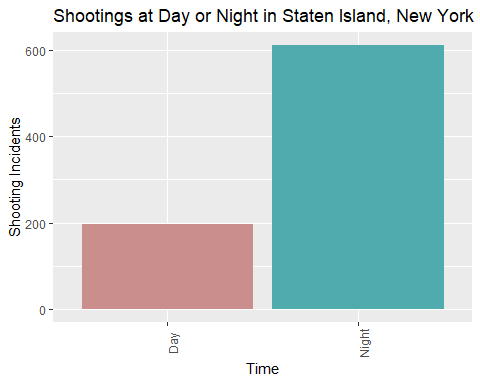 Shootings at Day or Night in Staten Island, New York
Shooting Incidents
600
400
200
0
Day
Night
Time